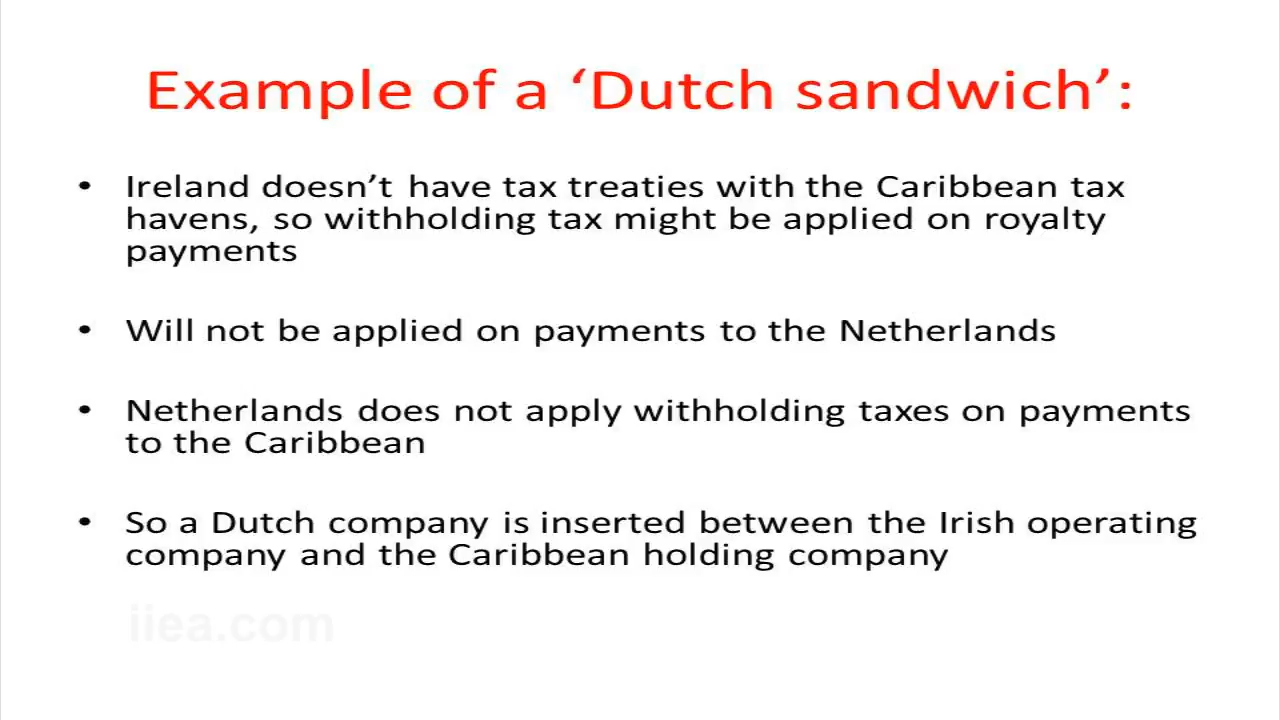 Example of a ‘Dutch sandwich’:
• Ireland doesn’t have tax treaties with the Caribbean tax
havens, so withholding tax might be applied on royalty
payments
• Will not be applied on payments to the Netherlands
• Netherlands does not apply withholding taxes on payments
to the Caribbean
• So a Dutch company is inserted between the Irish operating
company and the Caribbean holding company
iiea.com